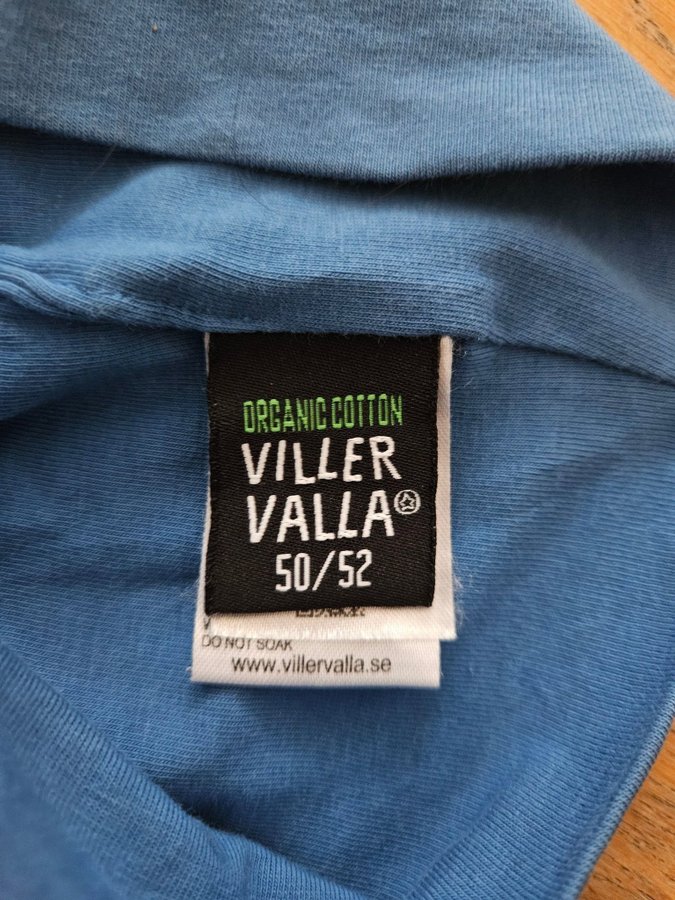 ORGANIC COTTON
VILLER
VALLA
50/52
DO NOT SOAK
www.villervalla.se